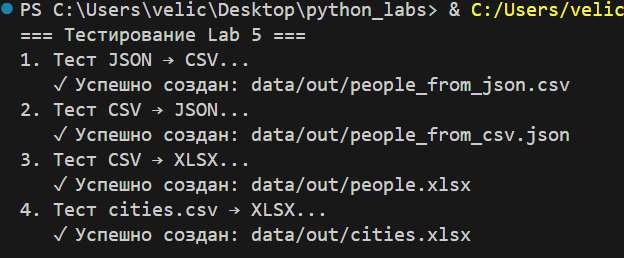 PS C:\Users\velic\Desktop\python_labs> & C:/Users/velic
=== Тестирование Lab 5 ===
1. Тест JSON → CSV...
✓ Успешно создан: data/out/people_from_json.csv
2. Тест CSV → JSON...
✓ Успешно создан: data/out/people_from_csv.json
3. Тест CSV → XLSX...
✓ Успешно создан: data/out/people.xlsx
4. Тест cities.csv → XLSX...
✓ Успешно создан: data/out/cities.xlsx